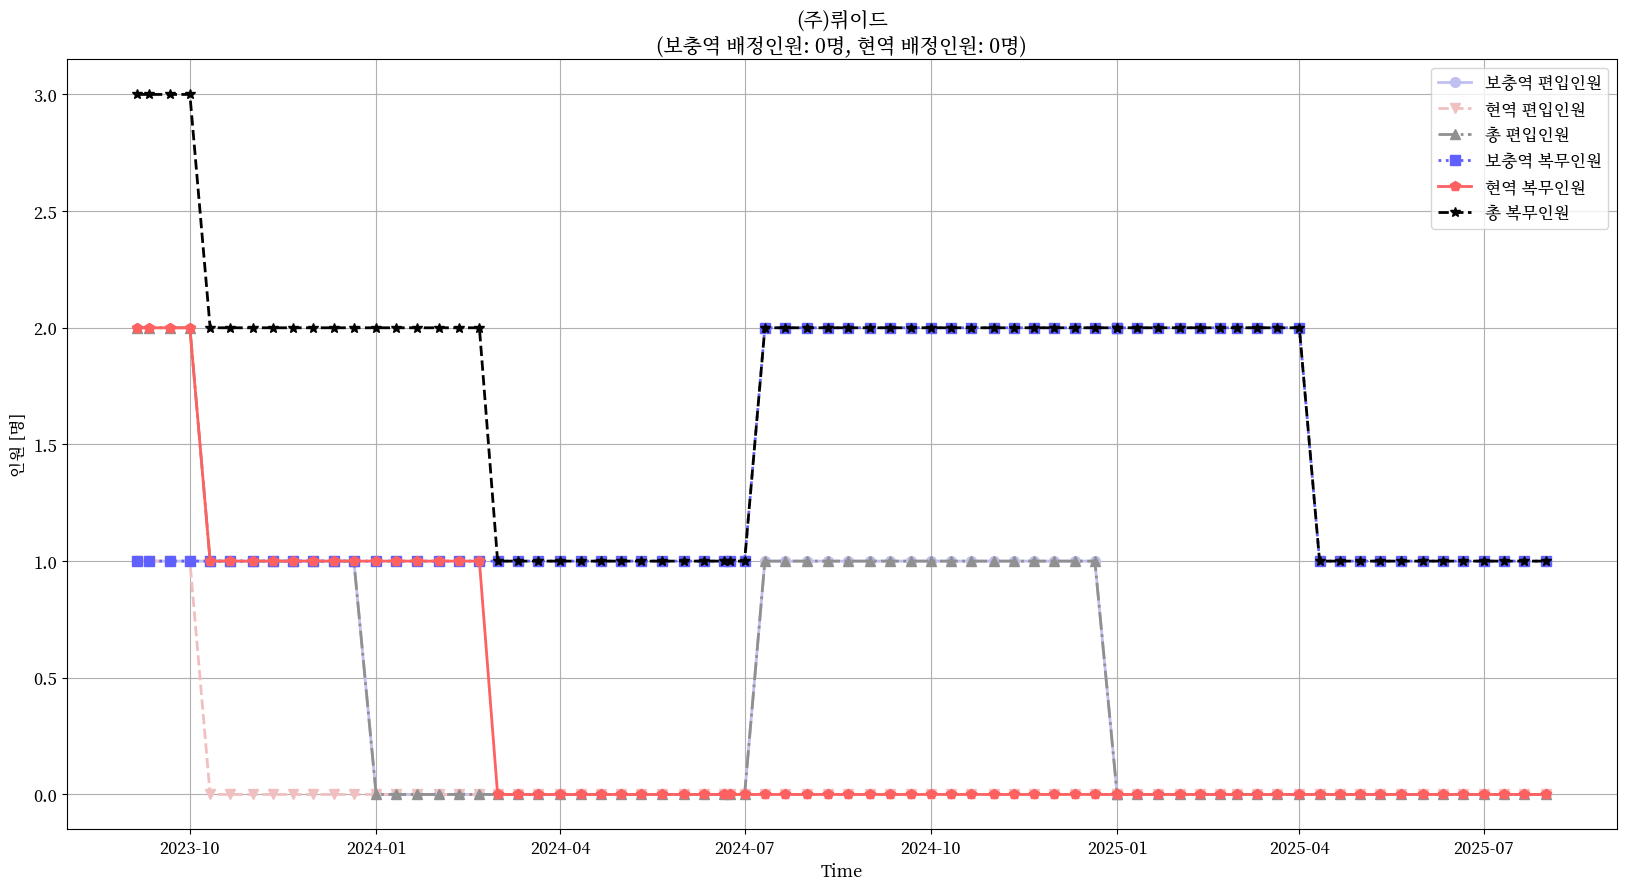 (주)뤼이드
(보충역 배정인원: 0명, 현역 배정인원: 0명)
보충역 편입인원
현역 편입인원
총 편입인원
보충역 복무인원
현역 복무인원
총 복무인원
인원 [명]
3.0
2.5
2.0
1.5
1.0
0.5
0.0
2023-10
2024-01
2024-04
2024-07
2024-10
2025-01
2025-04
2025-07
Time